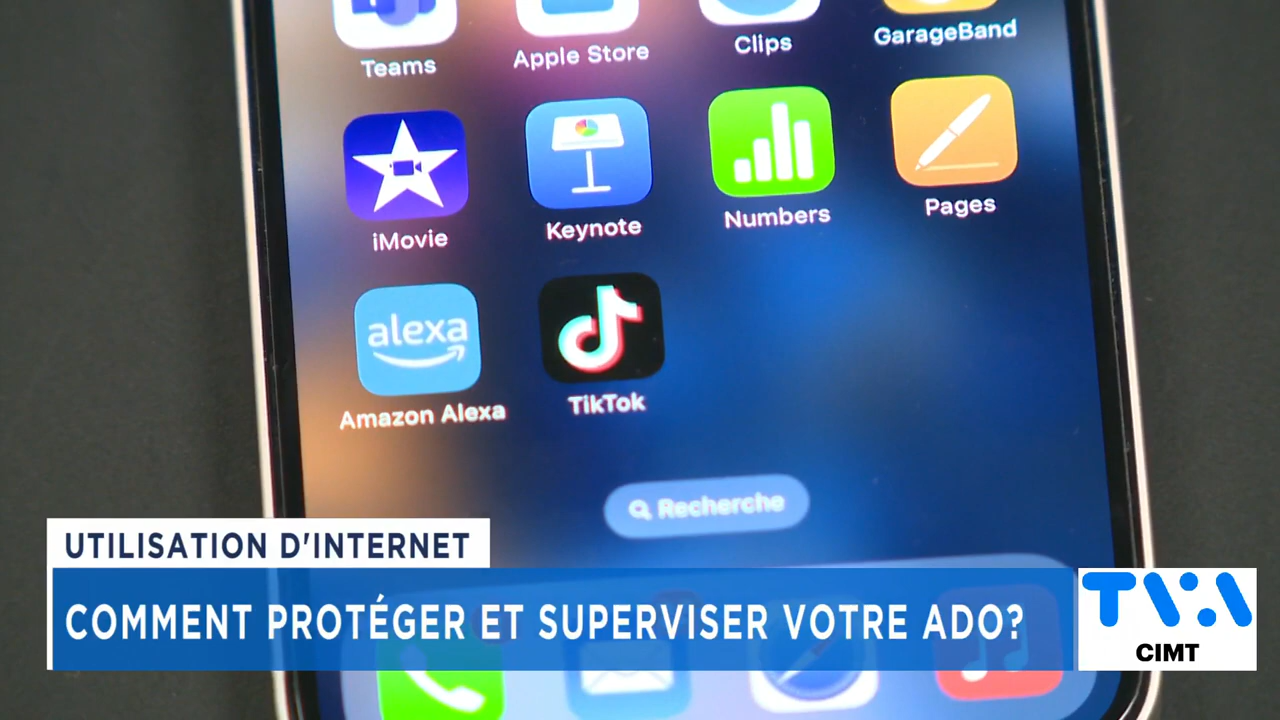 Teams
Apple Store
Clips
GarageBand
iMovie
Keynote
Numbers
Pages
alexa
Amazon Alexa
TikTok
Recherche
UTILISATION D'INTERNET
COMMENT PROTÉGER ET SUPERVISER VOTRE ADO?
TVA
CIMT